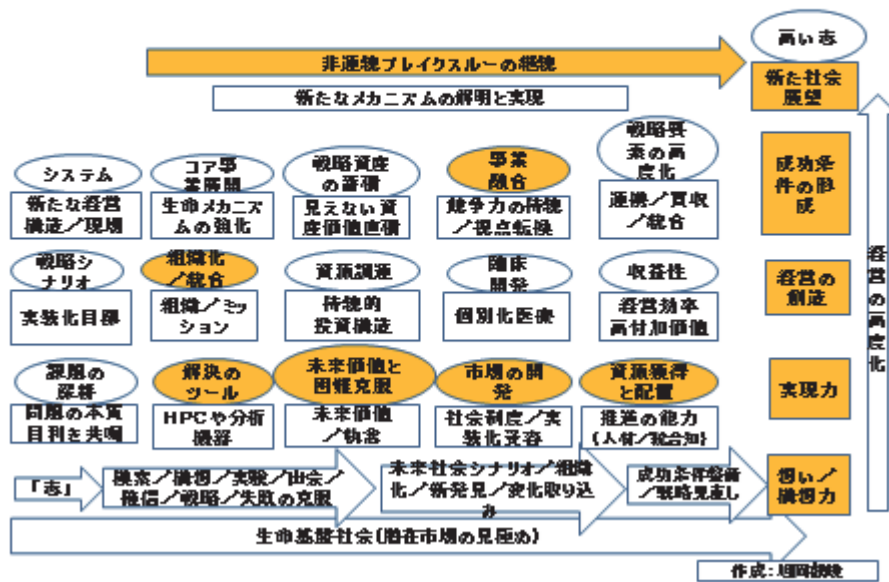 高い志
非連続ブレイクスルーの継続
新たなメカニズムの解明と実現
新たな社会
展望
システム
新たな経営
構造／現場
コア事
業展開
生命メカニズ
ムの強化
戦略資産
の蓄積
見えない資
産価値直積
事業
融合
競争力の持続
／視点転換
戦略要
素の高
度化
連携／買収
／統合
成功条
件の形
成
戦略シ
ナリオ
実装化目標
組織化
／統合
組織／ミッ
ション
資源調達
持続的
投資構造
臨床
開発
個別化医療
収益性
経営効率
高付加価値
経営の
創造
経営の高度化
課題の
深耕
問題の本質
目利き共鳴
解決の
ツール
HPCや分析
機器
未来価値と
困難克服
未来価値
／執念
市場の開
発
社会制度／実
装化受容
資源獲得
と配置
推進の能力
(人材／統合知)
実現力
「志」
模索／構想／実験／出会／
確信／戦略／失敗の克服
未来社会シナリオ／組織
化／新発見／変化取り込
み
成功条件整備
／戦略見直し
想い／
構想力
生命基盤社会(潜在市場の見極め)
作成：